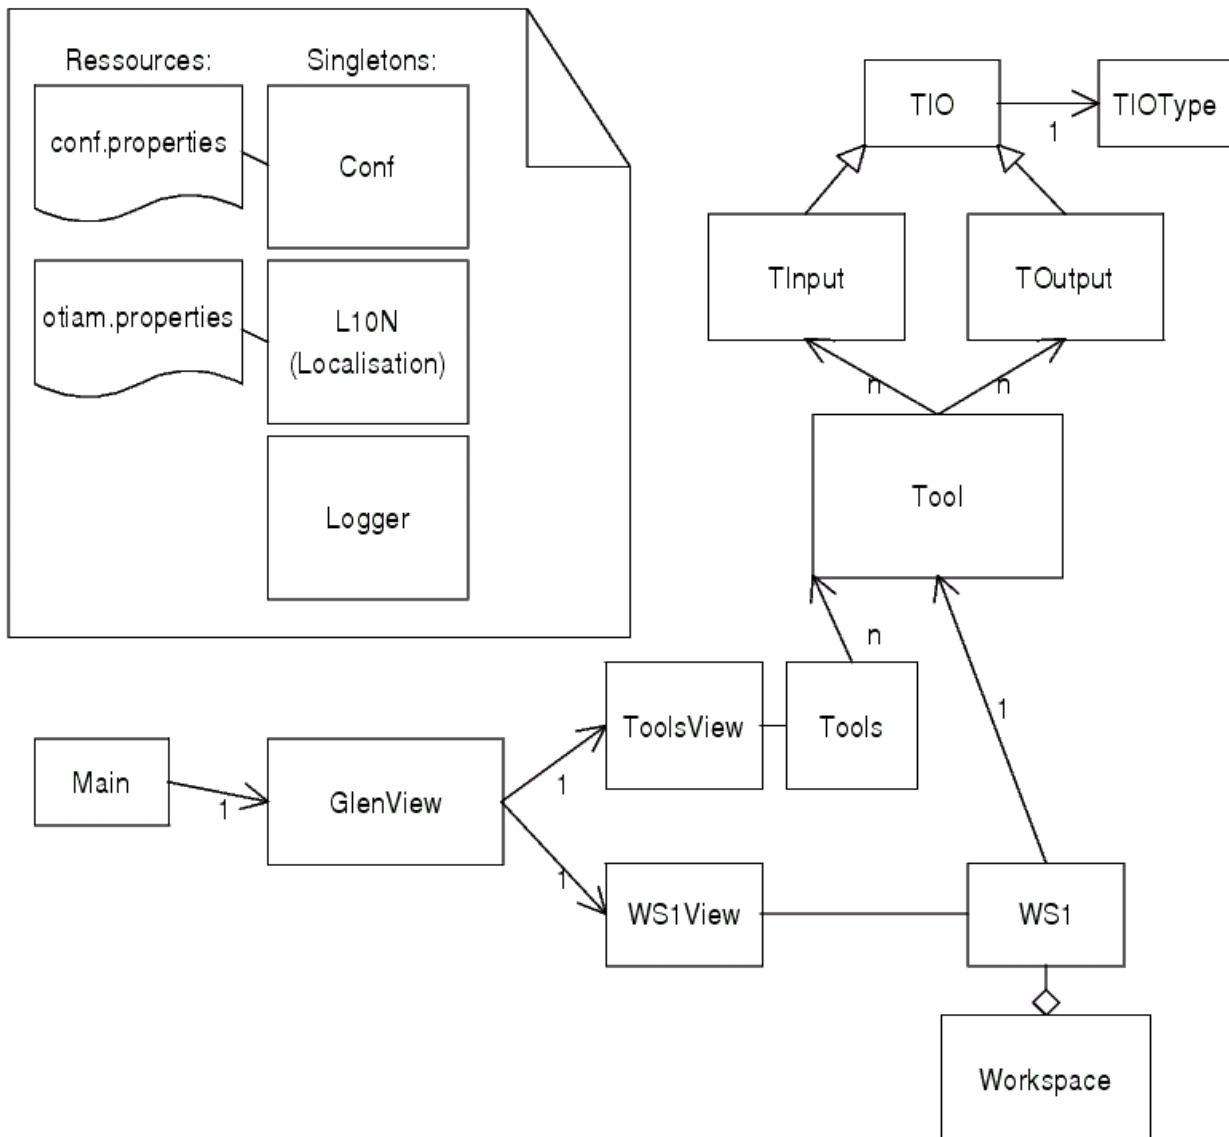 Ressources:
Singletons:
conf.properties
Conf
otiam.properties
L10N
(Localisation)
Logger
TIO
1
TIOType
TInput
TOutput
n
n
Tool
n
1
ToolsView
Tools
Main
1
GlenView
1
1
WS1View
WS1
Workspace